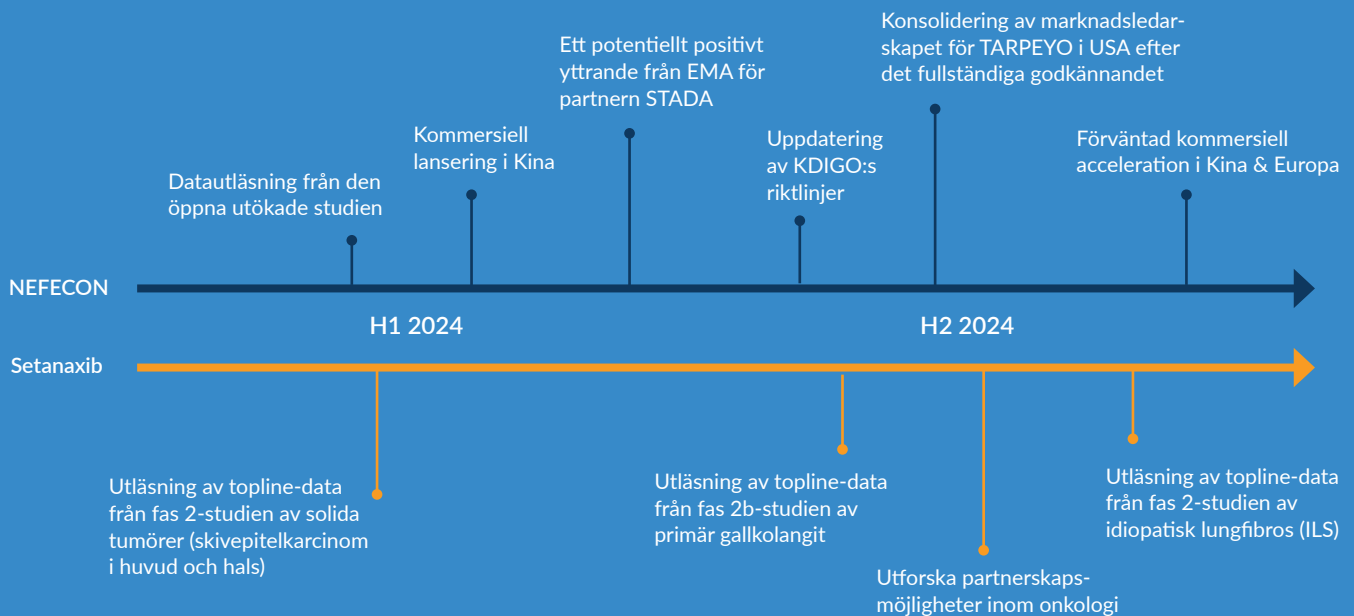 Konsolidering av marknadsledar-
skapet för TARPEYO i USA efter
det fullständiga godkännandet
Ett potentiellt positivt
yttrande från EMA för
partnern STADA
Kommersiell
lansering i Kina
Uppdatering
av KDIGO:s
riktlinjer
Förväntad kommersiell
acceleration i Kina & Europa
Datautläsning från den
öppna utökade studien
NEFECON
H1 2024
H2 2024
Setanaxib
Utläsning av topline-data
från fas 2-studien av solida
tumörer (skivepitelkarcinom
i huvud och hals)
Utläsning av topline-data
från fas 2b-studien av
primär gallkolangit
Utläsning av topline-data
från fas 2-studien av
idiopatisk lungfibros (ILS)
Utforska partnerskaps-
möjligheter inom onkologi